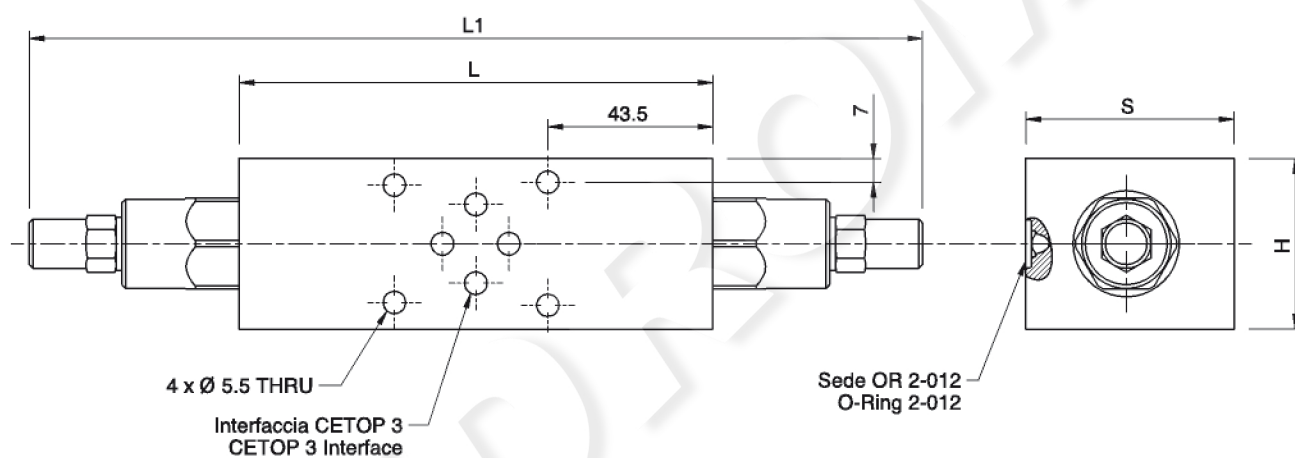 L1
L
43.5
7
S
H
4 x Ø 5.5 THRU
Interfaccia CETOP 3
CETOP 3 Interface
Sede OR 2-012
O-Ring 2-012